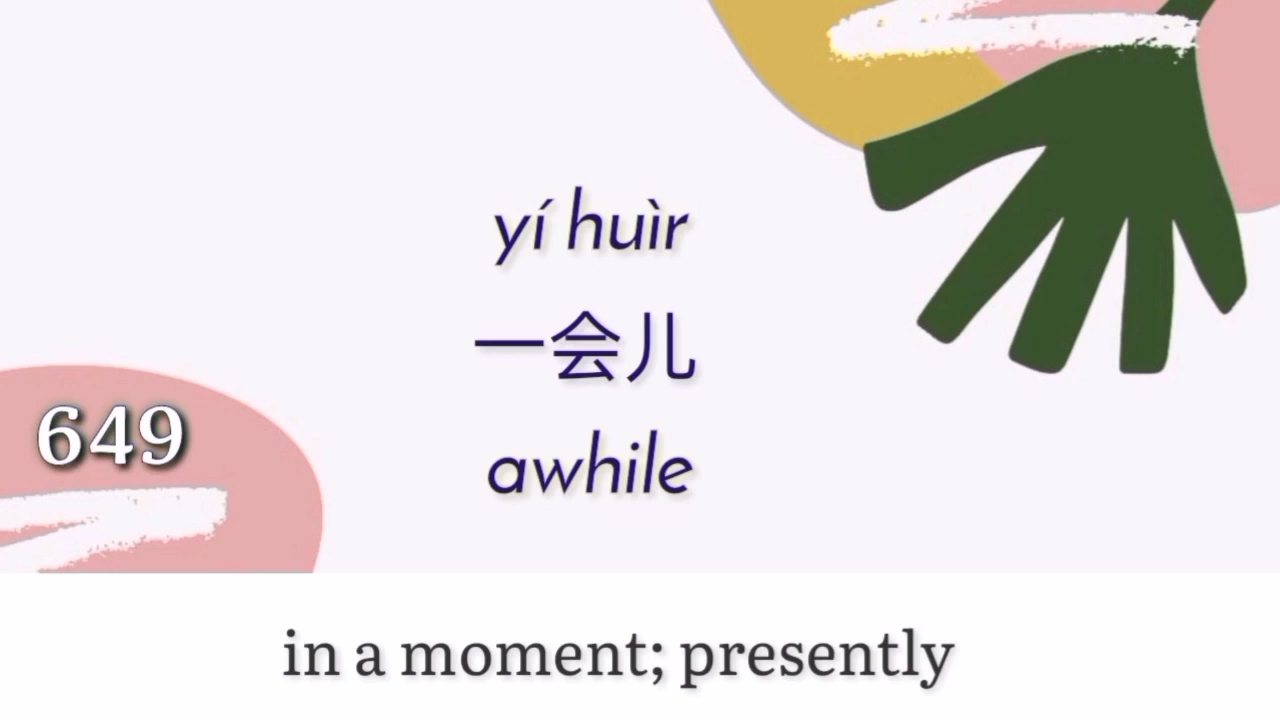 yí huìr
一会儿
649
awhile
in a moment; presently